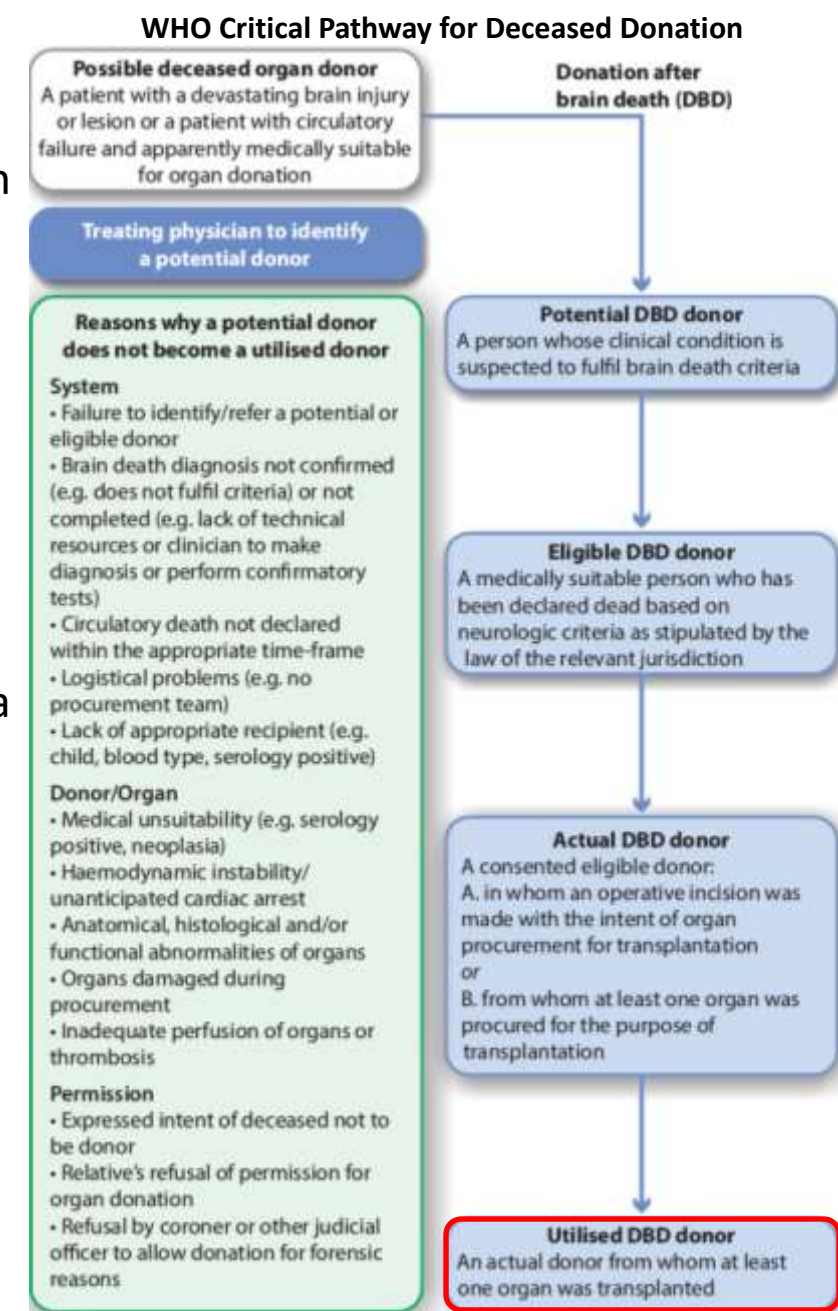 WHO Critical Pathway for Deceased Donation
Possible deceased organ donor
A patient with a devastating brain injury
or lesion or a patient with circulatory
failure and apparently medically suitable
for organ donation
Donation after
brain death (DBD)
n
Treating physician to identify
a potential donor
Reasons why a potential donor
does not become a utilised donor
System
• Failure to identify/refer a potential or
eligible donor
• Brain death diagnosis not confirmed
(e.g. does not fulfil criteria) or not
completed (e.g. lack of technical
resources or clinician to make
diagnosis or perform confirmatory
tests)
• Circulatory death not declared
within the appropriate time-frame
a
• Logistical problems (e.g. no
procurement team)
• Lack of appropriate recipient (e.g.
child, blood type, serology positive)
Donor/Organ
• Medical unsuitability (e.g. serology
positive, neoplasia)
• Haemodynamic instability/
unanticipated cardiac arrest
• Anatomical, histological and/or
functional abnormalities of organs
• Organs damaged during
procurement
• Inadequate perfusion of organs or
thrombosis
Permission
• Expressed intent of deceased not to
be donor
• Relative's refusal of permission for
organ donation
• Refusal by coroner or other judicial
officer to allow donation for forensic
reasons
Potential DBD donor
A person whose clinical condition is
suspected to fulfil brain death criteria
Eligible DBD donor
A medically suitable person who has
been declared dead based on
neurologic criteria as stipulated by the
law of the relevant jurisdiction
Actual DBD donor
A consented eligible donor:
A. in whom an operative incision was
made with the intent of organ
procurement for transplantation
or
B. from whom at least one organ was
procured for the purpose of
transplantation
Utilised DBD donor
An actual donor from whom at least
one organ was transplanted